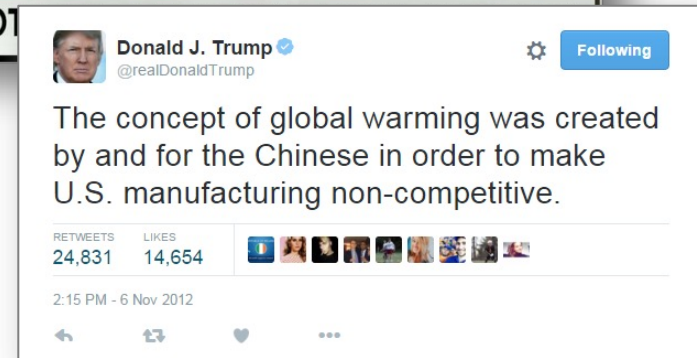 Donald J. Trump
@realDonaldTrump
Following
The concept of global warming was created
by and for the Chinese in order to make
U.S. manufacturing non-competitive.
RETWEETS LIKES
24,831 14,654
2:15 PM - 6 Nov 2012